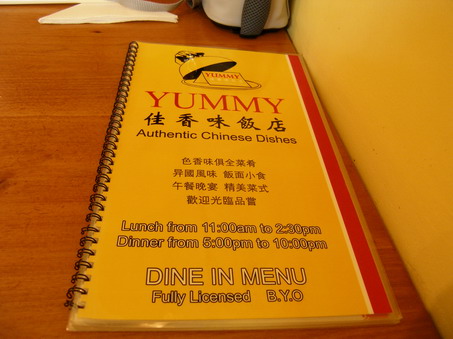 YUMMY
YUMMY
佳香味飯店
Authentic Chinese Dishes
色香味俱全菜肴
異國風味 飯面小食
午餐晚宴 精美菜式
歡迎光臨品嘗
Lunch from 11:00am to 2:30pm
Dinner from 5:00pm to 10:00pm
DINE IN MENU
Fully Licensed B.Y.O